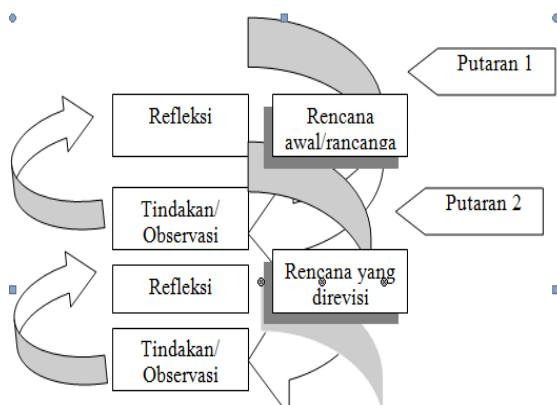 Putaran 1
Refleksi
Rencana
awal/rancanga
Tindakan/
Observasi
Putaran 2
Refleksi
Rencana yang
direvisi
Tindakan/
Observasi